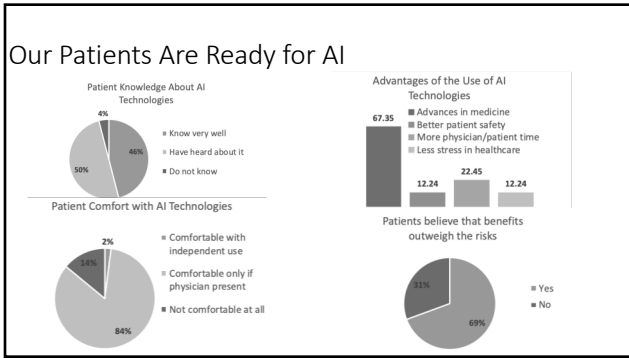 Our Patients Are Ready for AI
Patient Knowledge About AI
Technologies
4%
46%
50%
Know very well
Have heard about it
Do not know
Advantages of the Use of AI
Technologies
67.35
12.24
22.45
12.24
Advances in medicine
Better patient safety
More physician/patient time
Less stress in healthcare
Patient Comfort with AI Technologies
2%
14%
84%
Comfortable with
independent use
Comfortable only if
physician present
Not comfortable at all
Patients believe that benefits
outweigh the risks
31%
69%
Yes
No